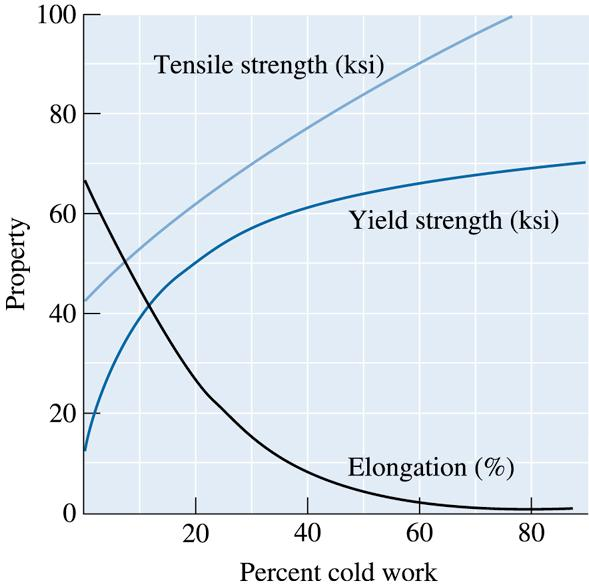 100
Tensile strength (ksi)
80
60
Yield strength (ksi)
Property
40
20
Elongation (%)
0
20 40 60 80
Percent cold work